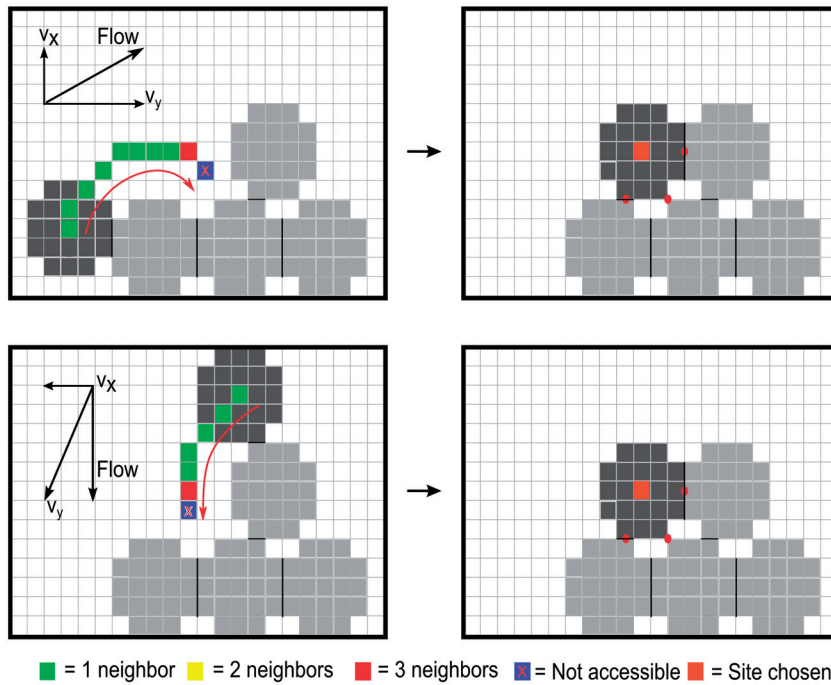 vx
Flow
vy
x
vx
Flow
vy
x
= 1 neighbor = 2 neighbors = 3 neighbors x = Not accessible = Site chosen